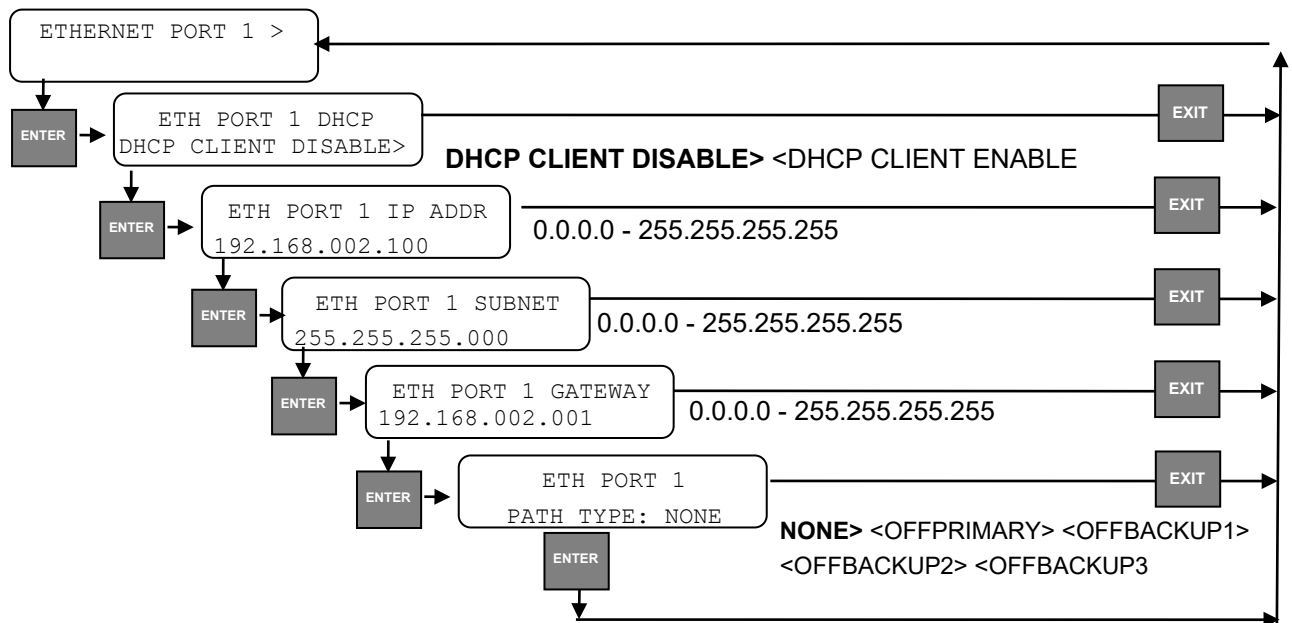 ETHERNET PORT 1 >
ENTER
ETH PORT 1 DHCP
DHCP CLIENT DISABLE>
EXIT
DHCP CLIENT DISABLE> <DHCP CLIENT ENABLE
ENTER
ETH PORT 1 IP ADDR
192.168.002.100
EXIT
0.0.0.0 - 255.255.255.255
ENTER
ETH PORT 1 SUBNET
255.255.255.000
EXIT
0.0.0.0 - 255.255.255.255
ENTER
ETH PORT 1 GATEWAY
192.168.002.001
EXIT
0.0.0.0 - 255.255.255.255
ENTER
ETH PORT 1
PATH TYPE: NONE
EXIT
NONE> <OFFPRIMARY> <OFFBACKUP1>
<OFFBACKUP2> <OFFBACKUP3
ENTER